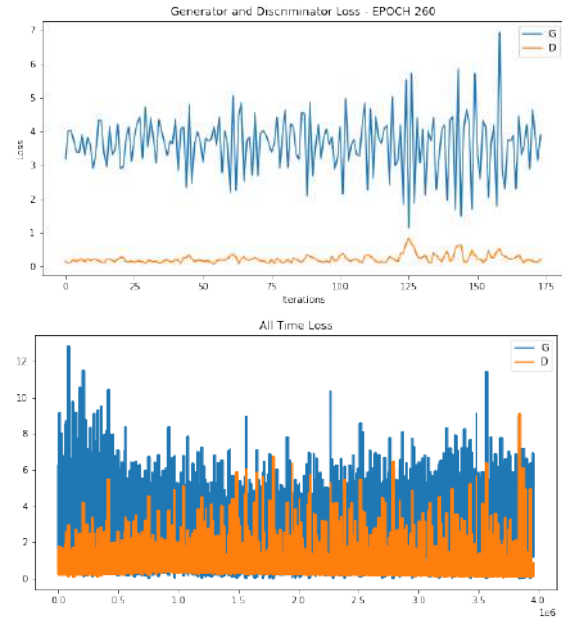 Generator and Discriminator Loss - EPOCH 260
G
D
7
6
5
4
3
2
1
0
Loss
0 25 50 75 100 125 150 175
Iterations
All Time Loss
G
D
12
10
8
6
4
2
0
0.0 0.5 1.0 1.5 2.0 2.5 3.0 3.5 4.0
1e6